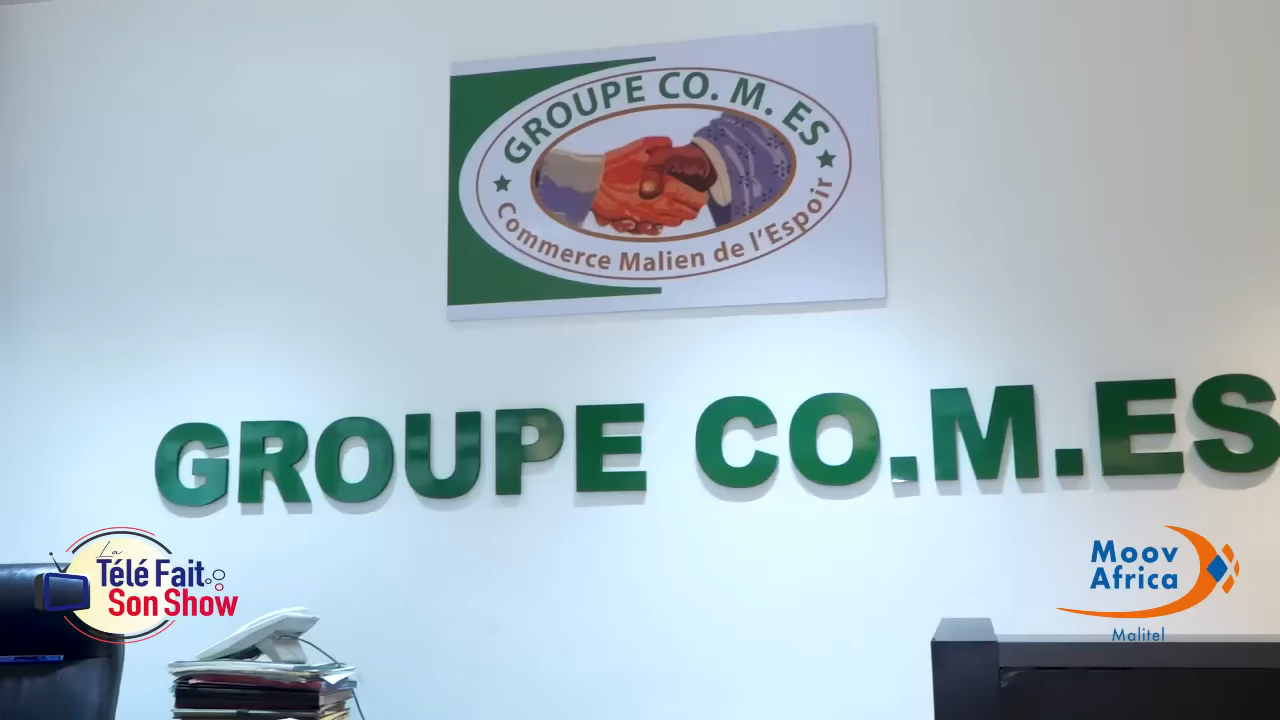 GROUPE CO. M. ES
Commerce Malien de l'Espoir
GROUPE CO.M.ES
La
Télé Fait
Son Show
Moov
Africa
Malitel